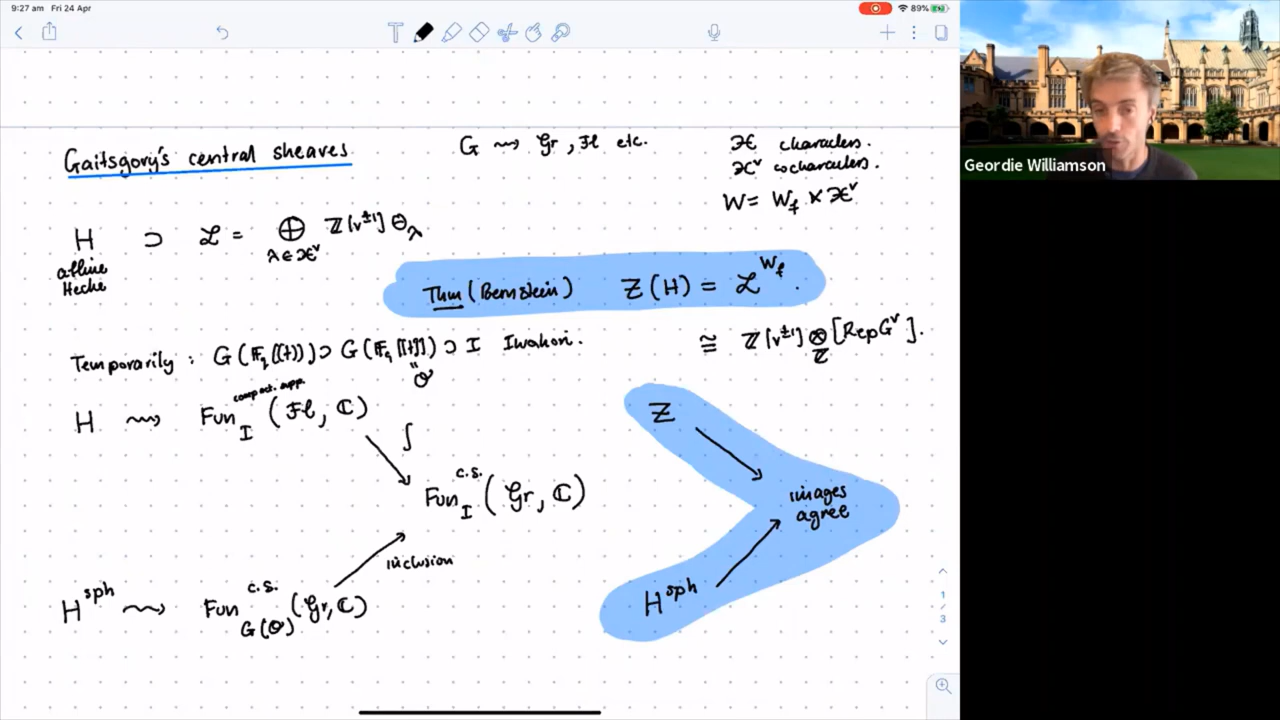 9:27 am Fri 24 Apr
89%
Gaitsgory's central sheaves
G ⇝ Gr, Fl etc.
𝔛 characters.
𝔛^∨ cocharacters.
W = W_f ⋉ 𝔛^∨
H ⊃ ℒ = ⊕_{λ∈𝔛^∨} ℤ[v^{±1}] Θ_λ
affine
Hecke
Thm (Bernstein) Z(H) = ℒ^{W_f}.
≅ ℤ[v^{±1}] ⊗_ℤ [Rep G^∨].
Temporarily: G(𝔽_q((t))) ⊃ G(𝔽_q[[t]]) ⊃ I Iwahori.
" 𝒪
compact. supp.
H ⇝ Fun_I (Fl, ℂ)
∫
c.s.
Fun_I (Gr, ℂ)
inclusion
c.s.
H^{sph} ⇝ Fun_{G(𝒪)} (Gr, ℂ)
Z
images
agree
H^{sph}
1
/
3
Geordie Williamson